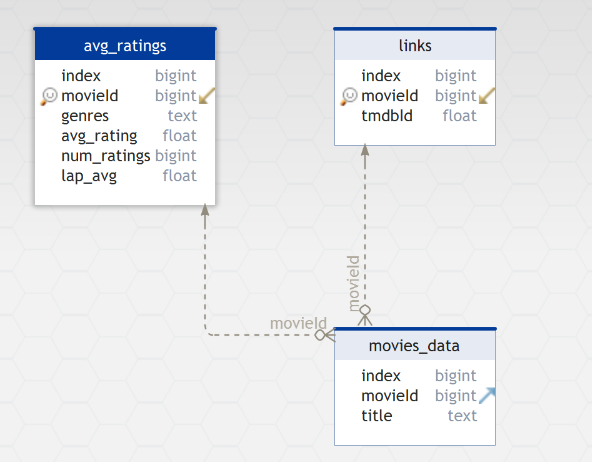 avg_ratings
index bigint
movieId bigint
genres text
avg_rating float
num_ratings bigint
lap_avg float
links
index bigint
movieId bigint
tmdbId float
movieId
movieId
movies_data
index bigint
movieId bigint
title text